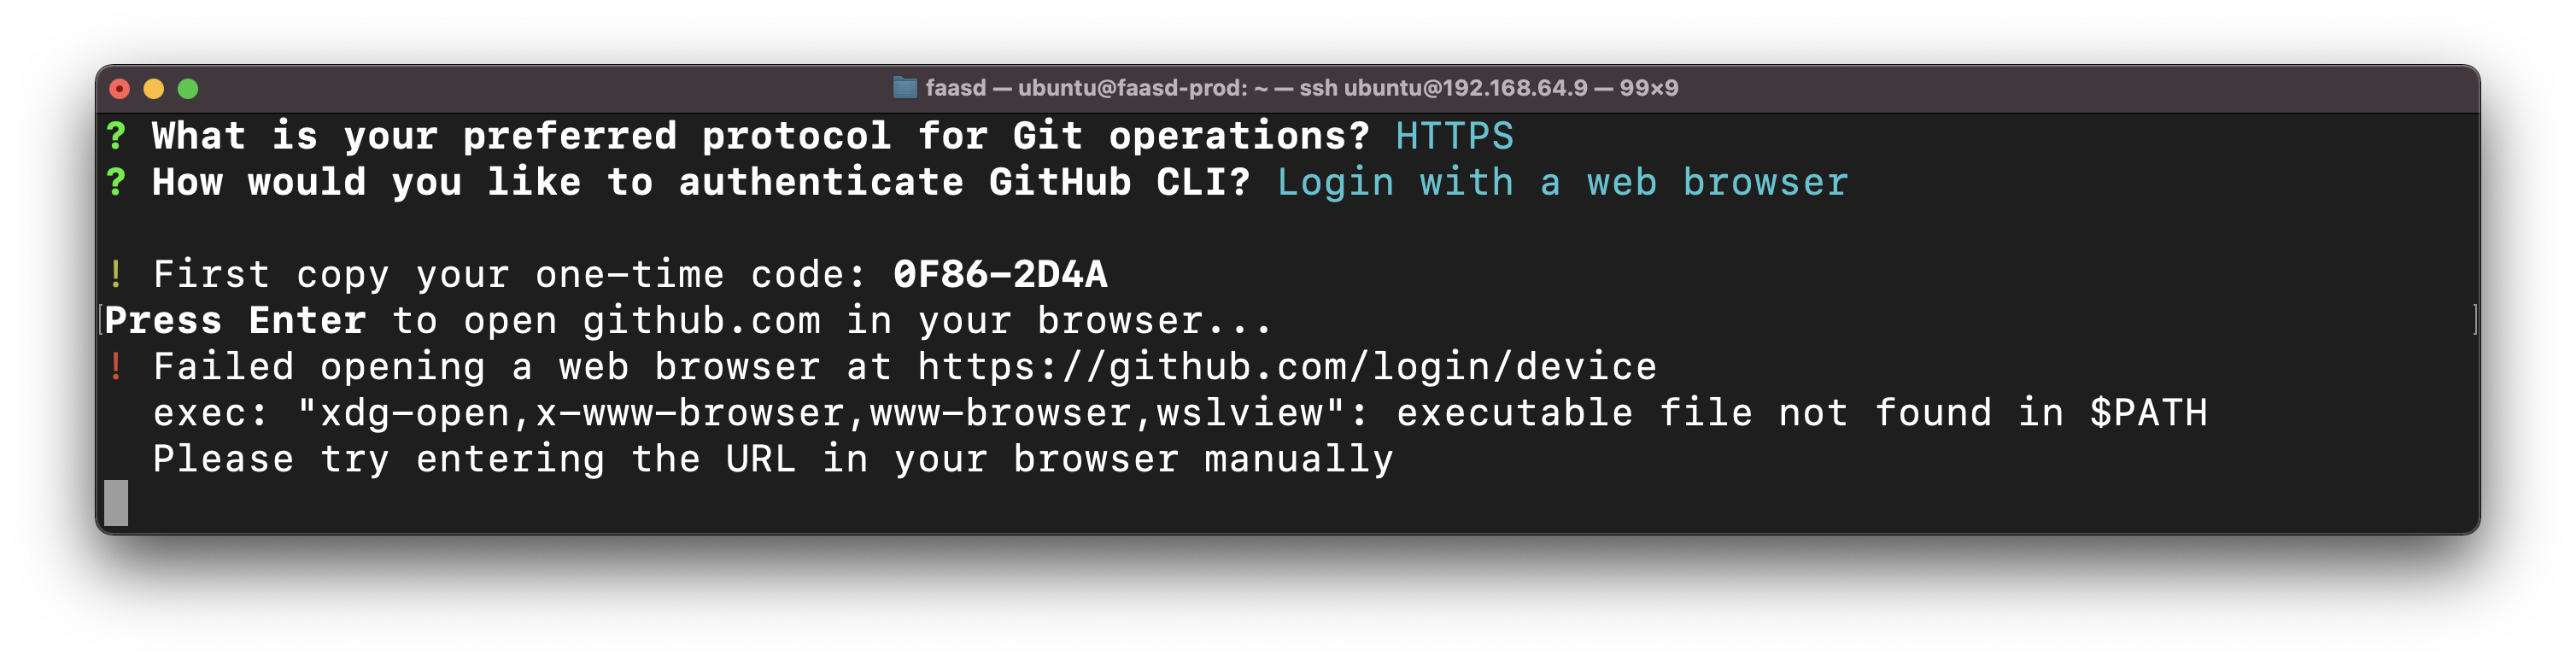 faasd — ubuntu@faasd-prod: ~ — ssh ubuntu@192.168.64.9 — 99×9
? What is your preferred protocol for Git operations? HTTPS
? How would you like to authenticate GitHub CLI? Login with a web browser
! First copy your one-time code: 0F86-2D4A
[Press Enter to open github.com in your browser... ]
! Failed opening a web browser at https://github.com/login/device
exec: "xdg-open,x-www-browser,www-browser,wslview": executable file not found in $PATH
Please try entering the URL in your browser manually